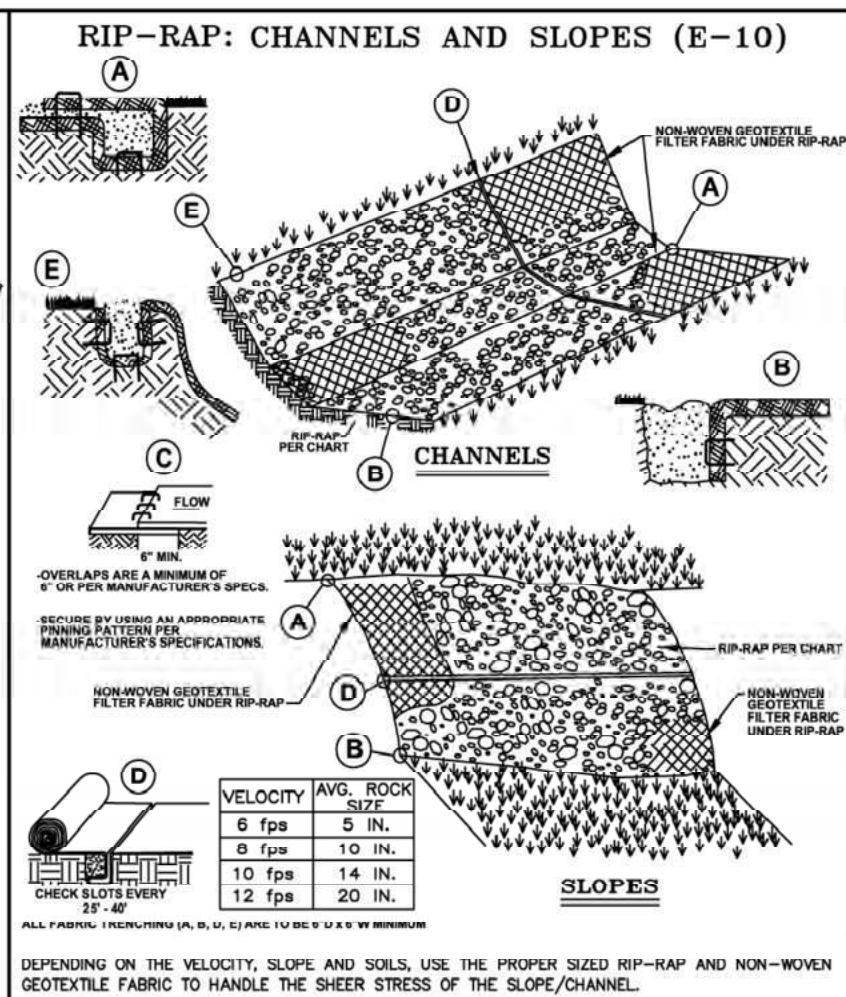 RIP-RAP: CHANNELS AND SLOPES (E-10)
A
D
NON-WOVEN GEOTEXTILE
FILTER FABRIC UNDER RIP-RAP
A
E
E
B
RIP-RAP
PER CHART
B
CHANNELS
C
FLOW
6" MIN.
-OVERLAPS ARE A MINIMUM OF
6" OR PER MANUFACTURER'S SPECS.
-SECURE BY USING AN APPROPRIATE
PINNING PATTERN PER
MANUFACTURER'S SPECIFICATIONS.
A
RIP-RAP PER CHART
NON-WOVEN GEOTEXTILE
FILTER FABRIC UNDER RIP-RAP
D
NON-WOVEN
GEOTEXTILE
FILTER FABRIC
UNDER RIP-RAP
B
D
CHECK SLOTS EVERY
25' - 40'
VELOCITY AVG. ROCK SIZE
6 fps 5 IN.
8 fps 10 IN.
10 fps 14 IN.
12 fps 20 IN.
SLOPES
ALL FABRIC TRENCHING (A, B, D, E) ARE TO BE 6"D X 6"W MINIMUM
DEPENDING ON THE VELOCITY, SLOPE AND SOILS, USE THE PROPER SIZED RIP-RAP AND NON-WOVEN
GEOTEXTILE FABRIC TO HANDLE THE SHEER STRESS OF THE SLOPE/CHANNEL.